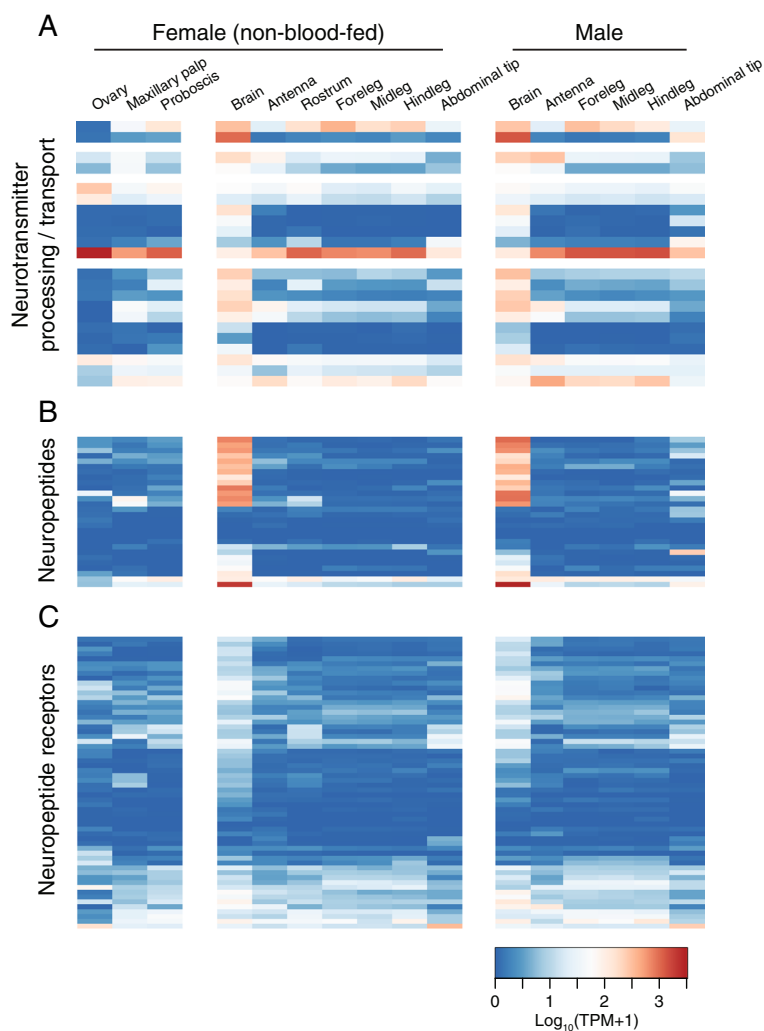 A
Female (non-blood-fed)
Male
Ovary
Maxillary palp
Proboscis
Brain
Antenna
Rostrum
Foreleg
Midleg
Hindleg
Abdominal tip
Brain
Antenna
Foreleg
Midleg
Hindleg
Abdominal tip
Neurotransmitter
processing / transport
B
Neuropeptides
C
Neuropeptide receptors
0 1 2 3
Log10(TPM+1)